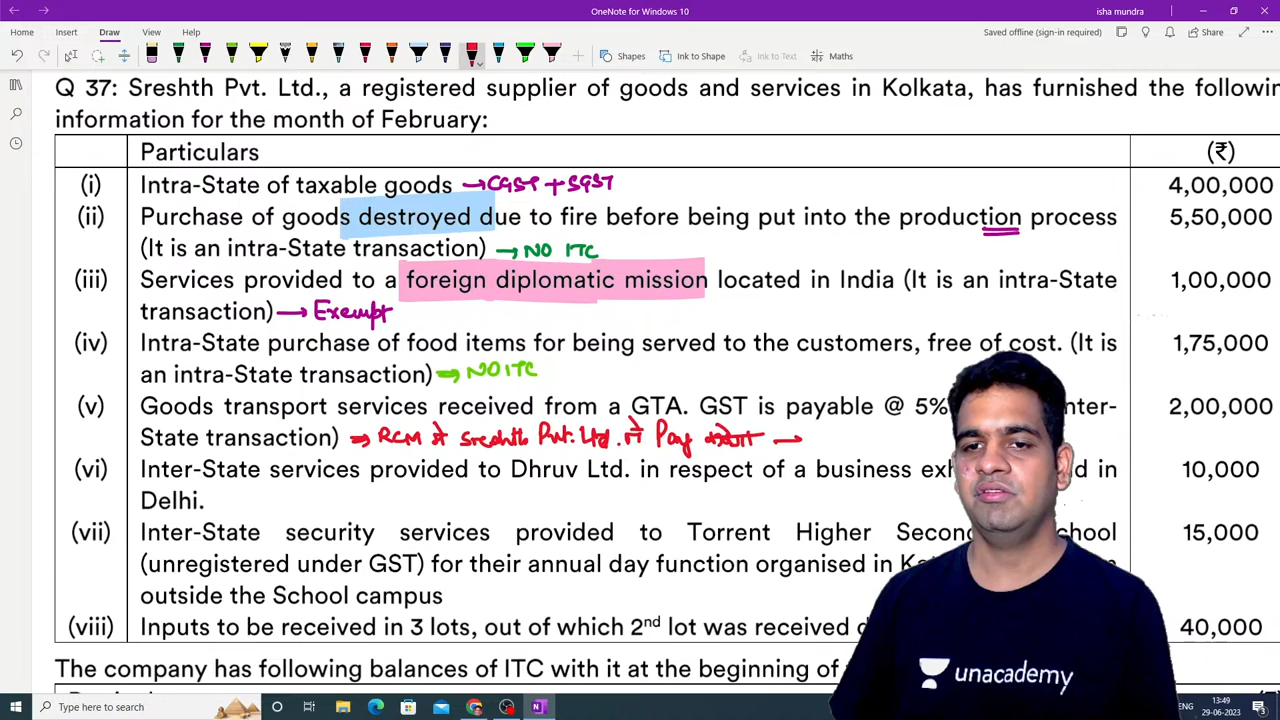 OneNote for Windows 10
isha mundra
Home Insert Draw View Help
Saved offline (sign in required)
Share
Shapes Ink to Shape Ink to Text Maths
Q 37: Sreshth Pvt. Ltd., a registered supplier of goods and services in Kolkata, has furnished the followin
information for the month of February:
Particulars (₹)
(i) Intra-State of taxable goods → CGST + SGST 4,00,000
(ii) Purchase of goods destroyed due to fire before being put into the production process 5,50,000
(It is an intra-State transaction) → NO ITC
(iii) Services provided to a foreign diplomatic mission located in India (It is an intra-State 1,00,000
transaction) → Exempt
(iv) Intra-State purchase of food items for being served to the customers, free of cost. (It is 1,75,000
an intra-State transaction) → NO ITC
(v) Goods transport services received from a GTA. GST is payable @ 5% nter- 2,00,000
State transaction) ⇒ RCM Sreshth Pvt. Ltd. Pay →
(vi) Inter-State services provided to Dhruv Ltd. in respect of a business exh d in 10,000
Delhi.
(vii) Inter-State security services provided to Torrent Higher Secon chool 15,000
(unregistered under GST) for their annual day function organised in Ka
outside the School campus
(viii) Inputs to be received in 3 lots, out of which 2nd lot was received d 40,000
The company has following balances of ITC with it at the beginning of
unacademy
Type here to search
13:49
29-06-2023